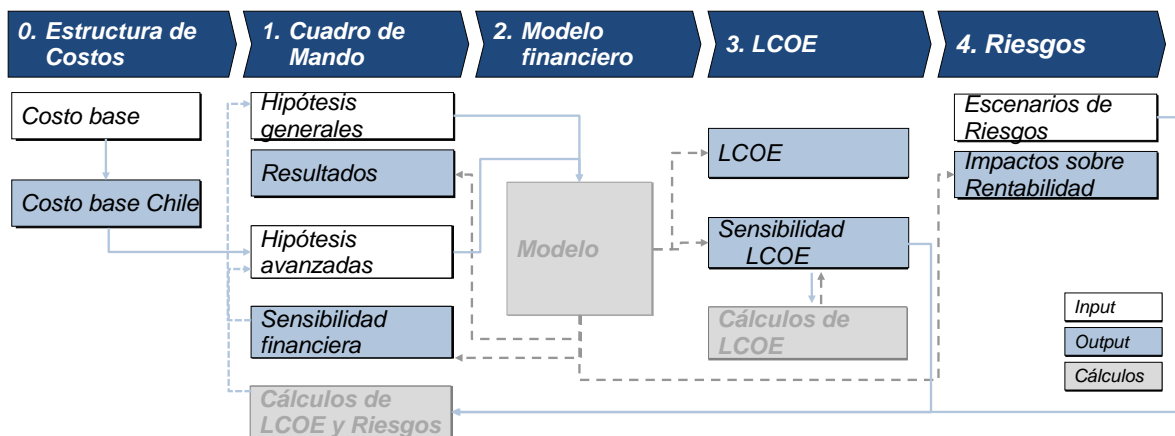 0. Estructura de
Costos
1. Cuadro de
Mando
2. Modelo
financiero
3. LCOE
4. Riesgos
Costo base
Costo base Chile
Hipótesis
generales
Resultados
Hipótesis
avanzadas
Sensibilidad
financiera
Cálculos de
LCOE y Riesgos
Modelo
LCOE
Sensibilidad
LCOE
Cálculos de
LCOE
Escenarios de
Riesgos
Impactos sobre
Rentabilidad
Input
Output
Cálculos